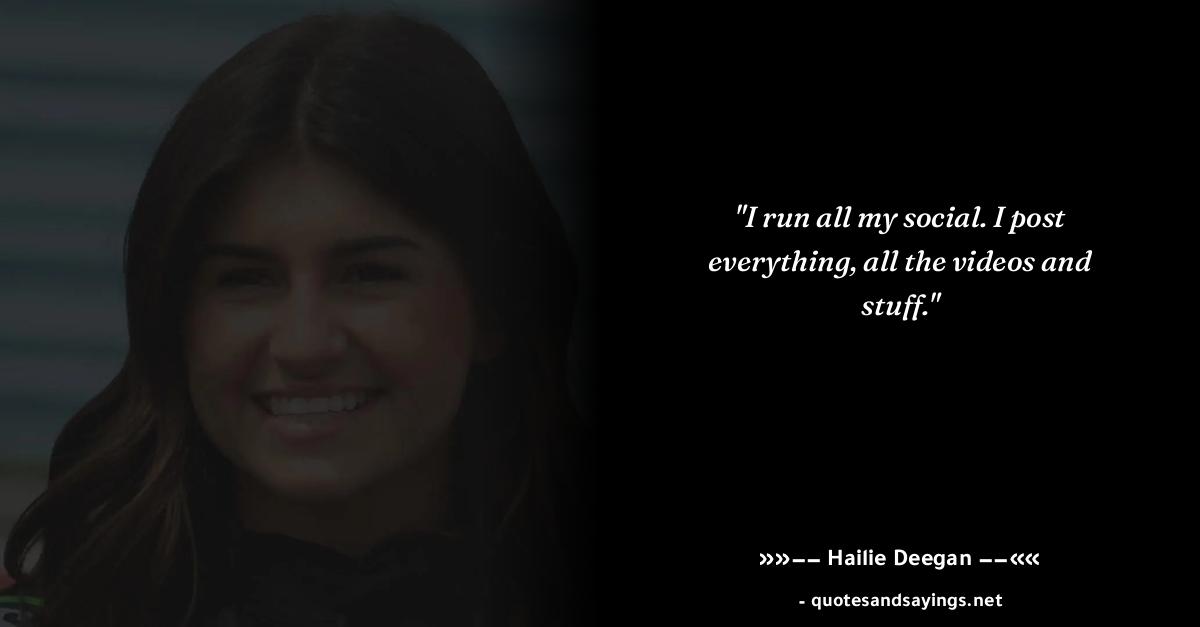 "I run all my social. I post
everything, all the videos and
stuff."
»»−− Hailie Deegan −−««
- quotesandsayings.net